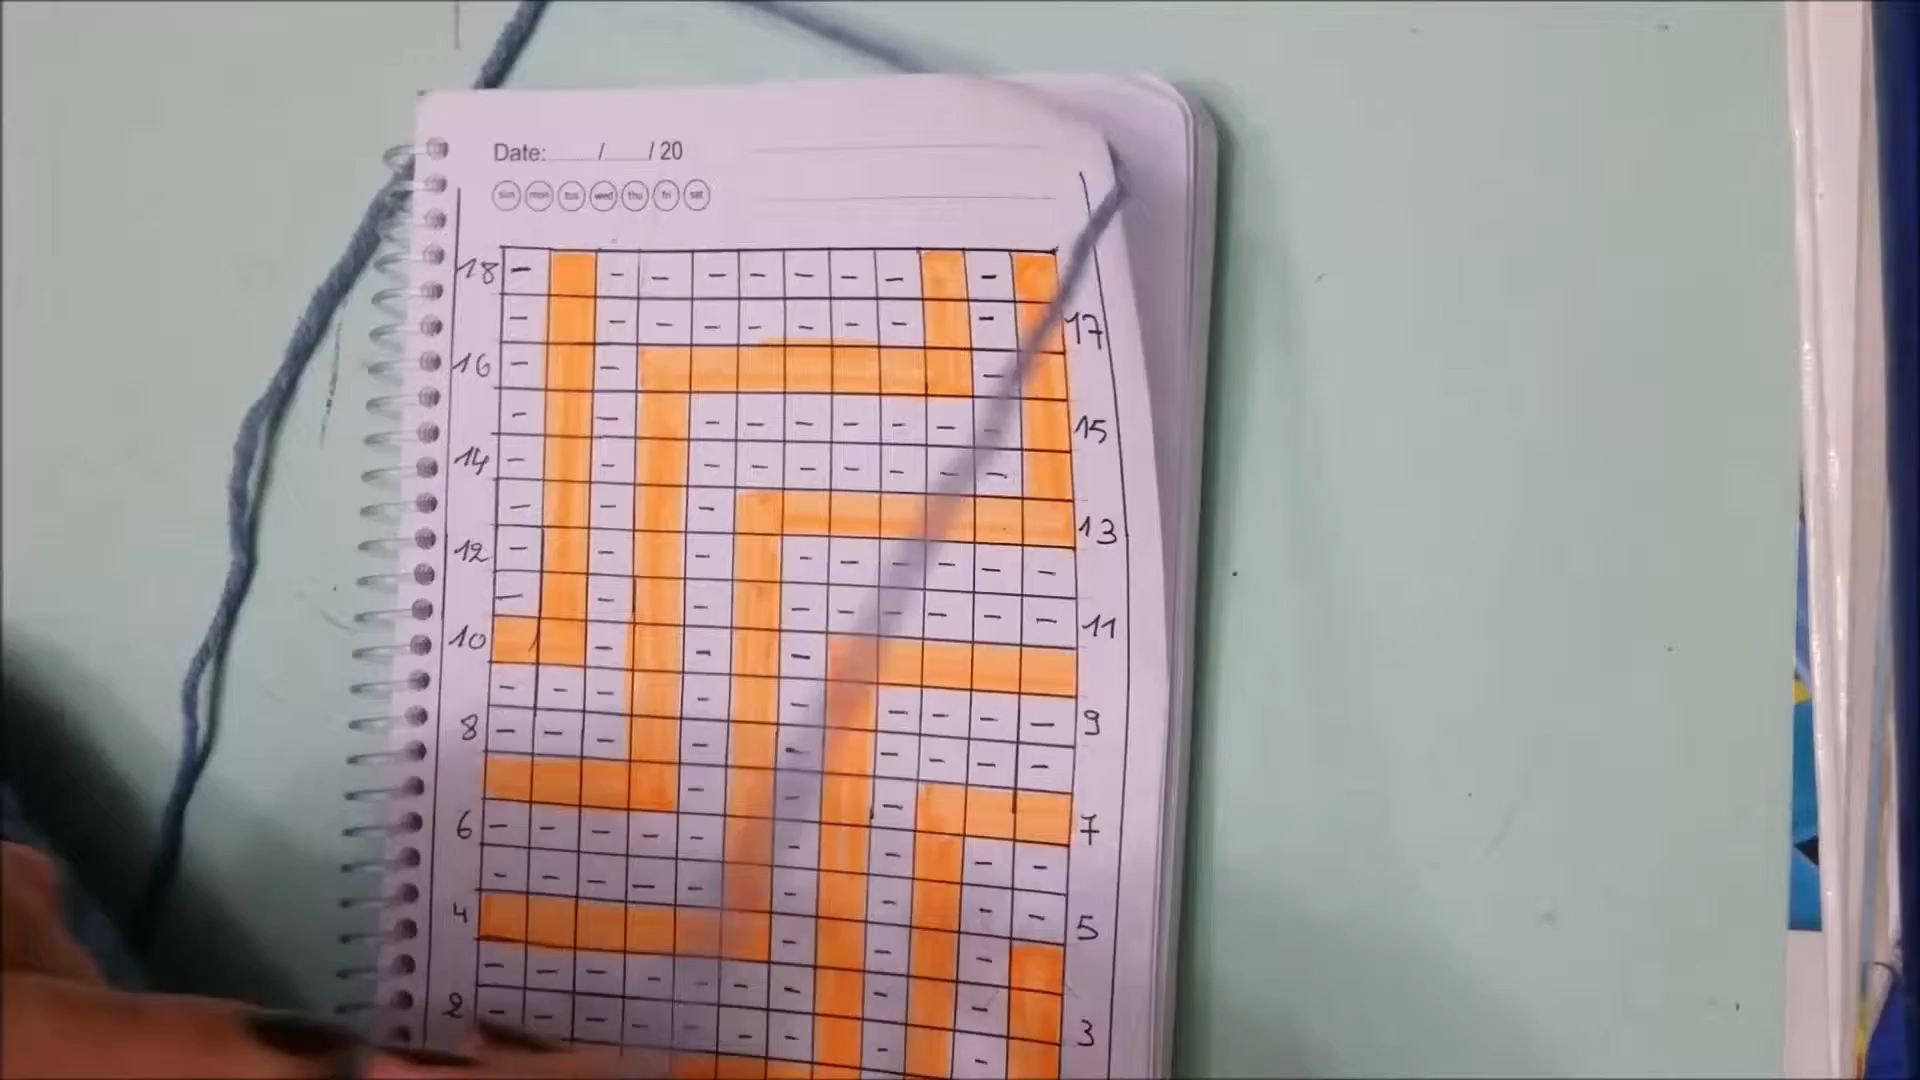 Date: ...... / ...... / 20
sun mon tus wed thu fri sat
18 - - - - - - - - -
- - - - - - - - - 17
16 - - -
- - - - - - - - - 15
14 - - - - - - - - -
- - - 13
12 - - - - - - - - -
- - - - - - - - - 11
10 - - -
- - - - - - - - - 9
8 - - - - - - - - -
- - - 7
6 - - - - - - - - -
- - - - - - - - - 5
4 - - -
- - - - - - - - -
2 - - - - - - - - - 3